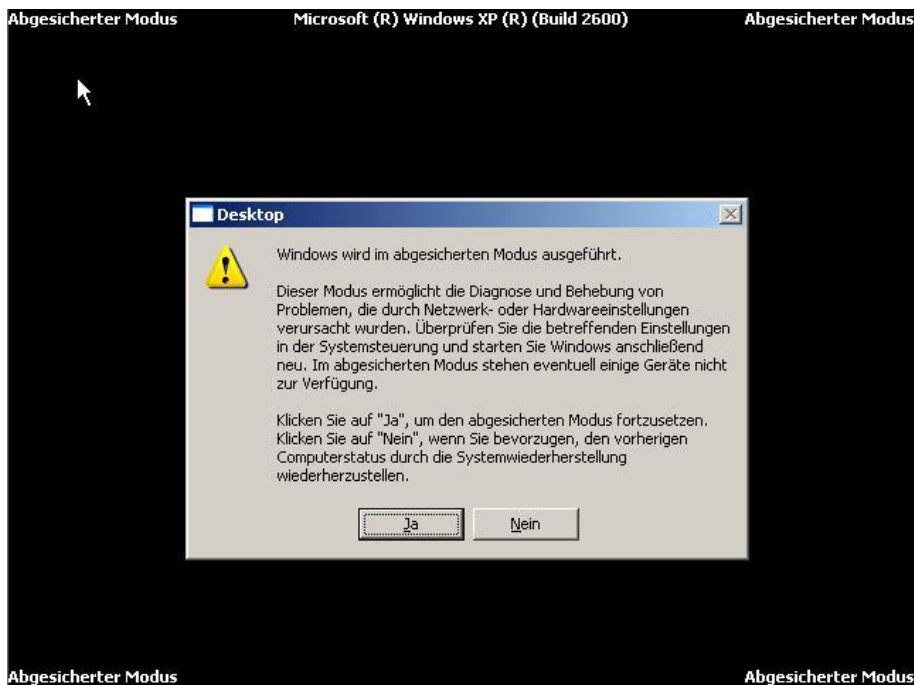 Abgesicherter Modus Microsoft (R) Windows XP (R) (Build 2600) Abgesicherter Modus
Desktop
Windows wird im abgesicherten Modus ausgeführt.
Dieser Modus ermöglicht die Diagnose und Behebung von
Problemen, die durch Netzwerk- oder Hardwareeinstellungen
verursacht wurden. Überprüfen Sie die betreffenden Einstellungen
in der Systemsteuerung und starten Sie Windows anschließend
neu. Im abgesicherten Modus stehen eventuell einige Geräte nicht
zur Verfügung.
Klicken Sie auf "Ja", um den abgesicherten Modus fortzusetzen.
Klicken Sie auf "Nein", wenn Sie bevorzugen, den vorherigen
Computerstatus durch die Systemwiederherstellung
wiederherzustellen.
Ja Nein
Abgesicherter Modus Abgesicherter Modus